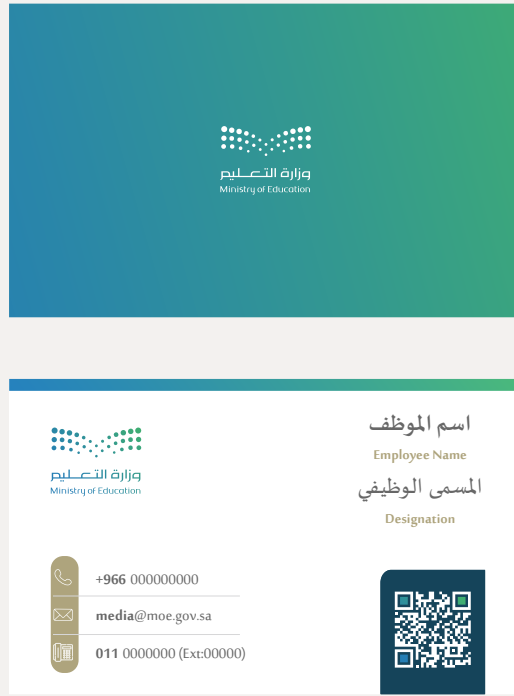 وزارة التعليم
Ministry of Education
وزارة التعليم
Ministry of Education
اسم الموظف
Employee Name
المسمى الوظيفي
Designation
+966 000000000
media@moe.gov.sa
011 0000000 (Ext:00000)